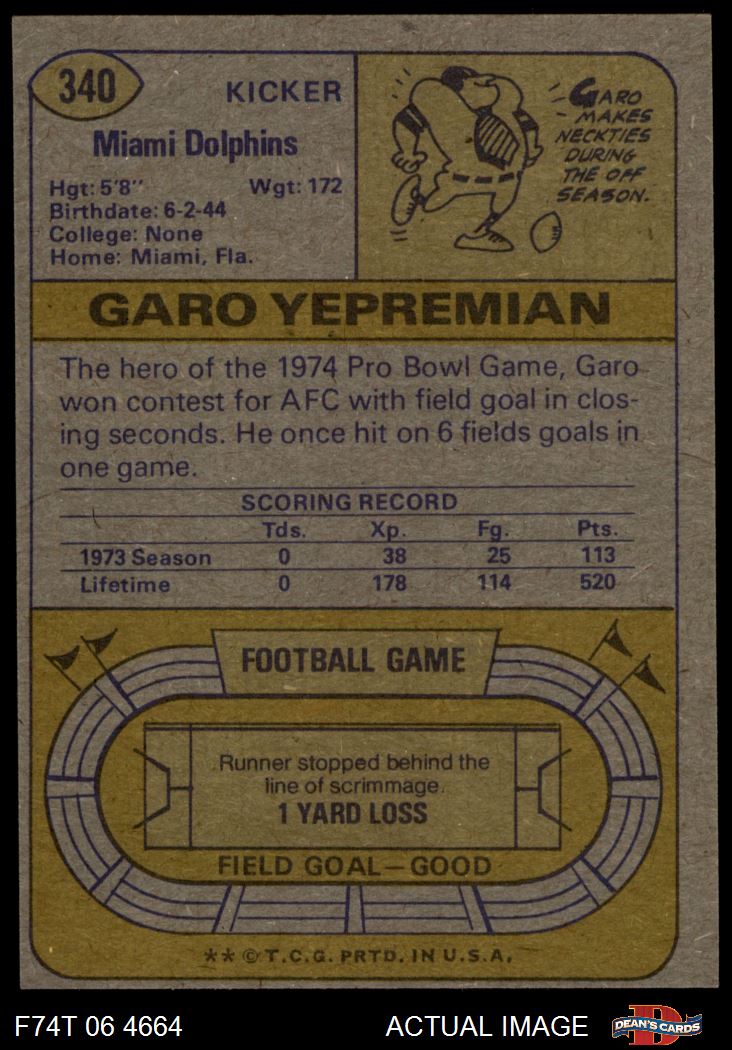 340
KICKER
Miami Dolphins
Hgt: 5'8" Wgt: 172
Birthdate: 6-2-44
College: None
Home: Miami, Fla.
GARO
MAKES
NECKTIES
DURING
THE OFF
SEASON.
GARO YEPREMIAN
The hero of the 1974 Pro Bowl Game, Garo
won contest for AFC with field goal in clos-
ing seconds. He once hit on 6 fields goals in
one game.
SCORING RECORD
Tds. Xp. Fg. Pts.
1973 Season 0 38 25 113
Lifetime 0 178 114 520
FOOTBALL GAME
Runner stopped behind the
line of scrimmage.
1 YARD LOSS
FIELD GOAL—GOOD
** © T.C.G. PRTD. IN U.S.A.
F74T 06 4664 ACTUAL IMAGE DEAN'S CARDS